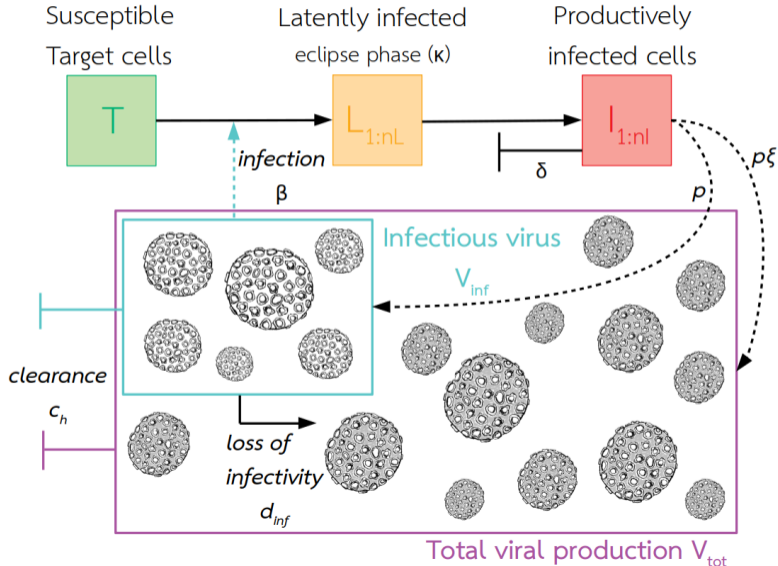 Susceptible
Target cells
Latently infected
eclipse phase (κ)
Productively
infected cells
T
L1:nL
I1:nI
infection
β
δ
p
pξ
Infectious virus
Vinf
clearance
ch
loss of
infectivity
dinf
Total viral production Vtot